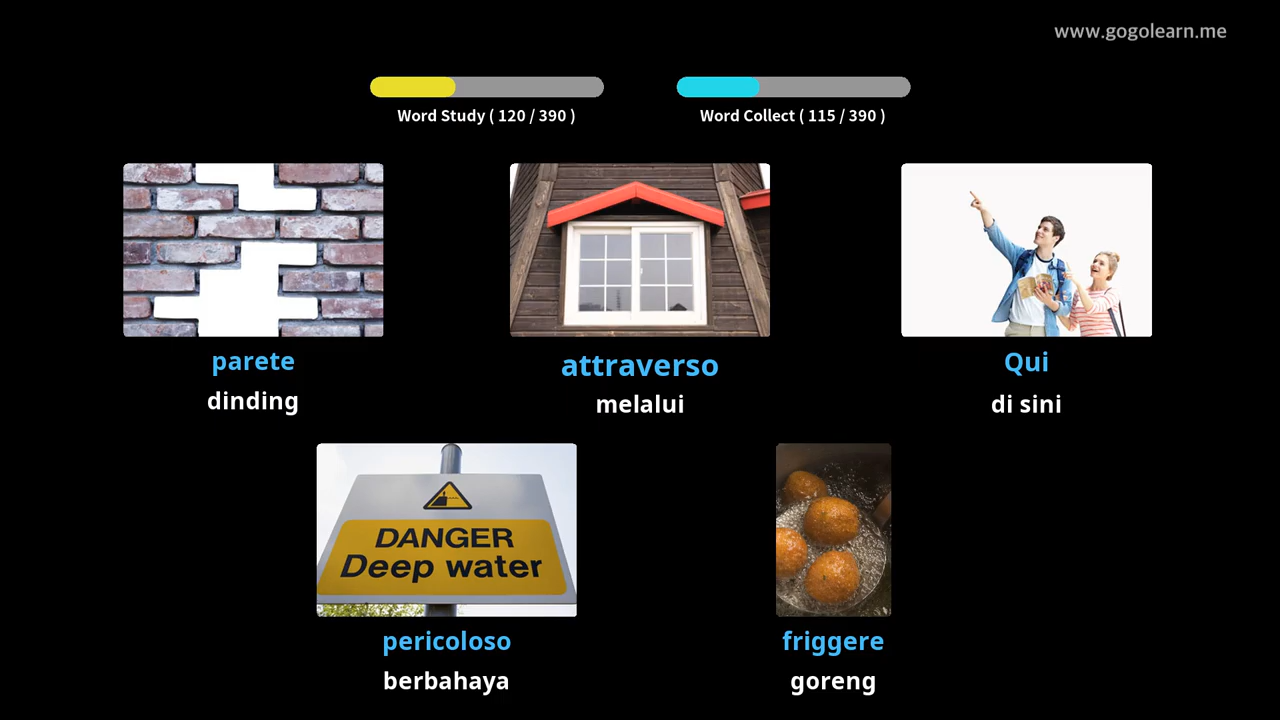 www.gogolearn.me
Word Study ( 120 / 390 )
Word Collect ( 115 / 390 )
parete
dinding
attraverso
melalui
Qui
di sini
DANGER
Deep water
pericoloso
berbahaya
friggere
goreng